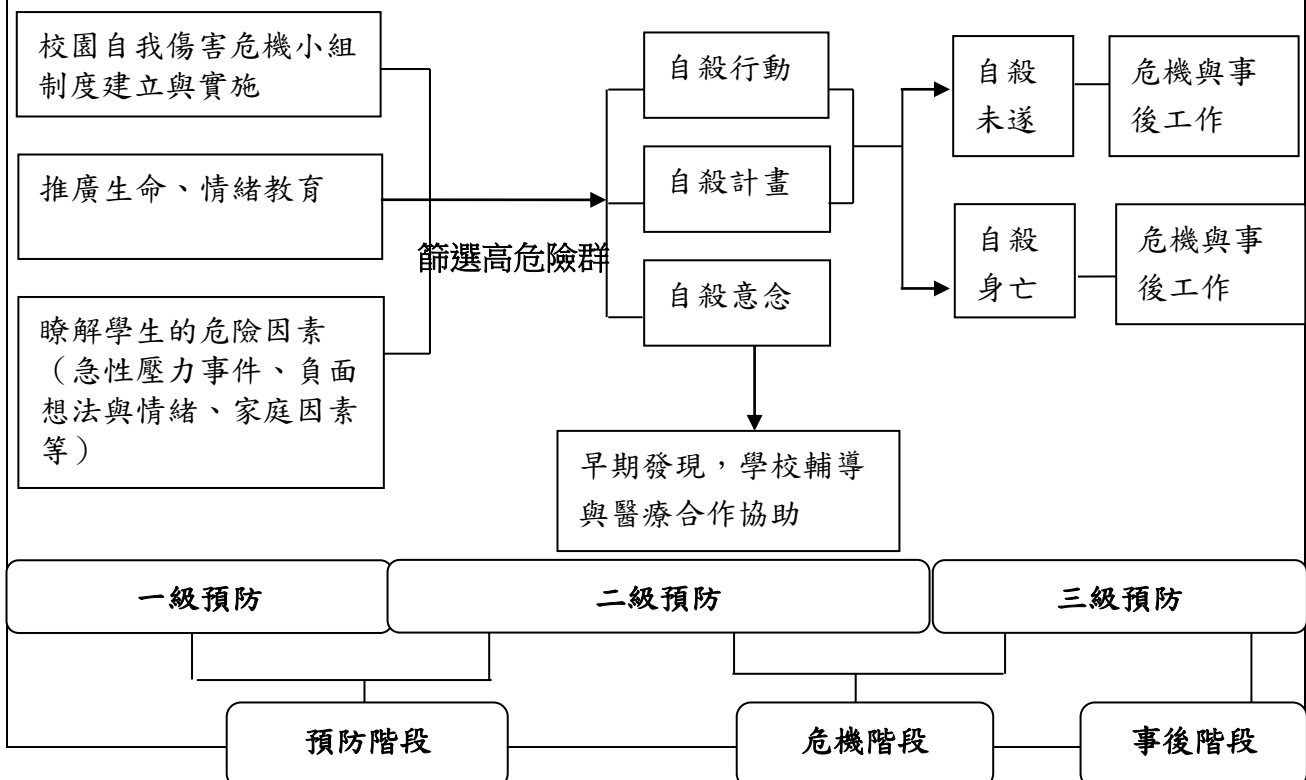 校園自我傷害危機小組
制度建立與實施
推廣生命、情緒教育
瞭解學生的危險因素
（急性壓力事件、負面
想法與情緒、家庭因素
等）
篩選高危險群
自殺行動
自殺計畫
自殺意念
早期發現，學校輔導
與醫療合作協助
自殺
未遂
危機與事
後工作
自殺
身亡
危機與事
後工作
一級預防
二級預防
三級預防
預防階段
危機階段
事後階段